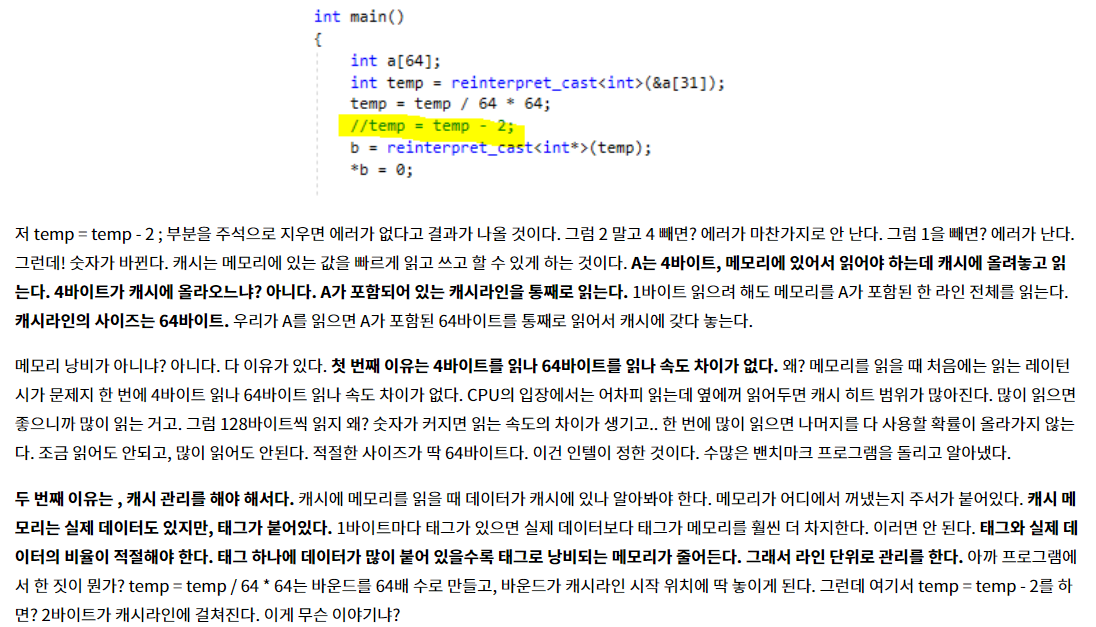 int main()
{
int a[64];
int temp = reinterpret_cast<int>(&a[31]);
temp = temp / 64 * 64;
//temp = temp - 2;
b = reinterpret_cast<int*>(temp);
*b = 0;
저 temp = temp - 2 ; 부분을 주석으로 지우면 에러가 없다고 결과가 나올 것이다. 그럼 2 말고 4 빼면? 에러가 마찬가지로 안 난다. 그럼 1을 빼면? 에러가 난다.
그런데! 숫자가 바뀐다. 캐시는 메모리에 있는 값을 빠르게 읽고 쓰고 할 수 있게 하는 것이다. A는 4바이트, 메모리에 있어서 읽어야 하는데 캐시에 올려놓고 읽
는다. 4바이트가 캐시에 올라오느냐? 아니다. A가 포함되어 있는 캐시라인을 통째로 읽는다. 1바이트 읽으려 해도 메모리를 A가 포함된 한 라인 전체를 읽는다.
캐시라인의 사이즈는 64바이트. 우리가 A를 읽으면 A가 포함된 64바이트를 통째로 읽어서 캐시에 갖다 놓는다.
메모리 낭비가 아니냐? 아니다. 다 이유가 있다. 첫 번째 이유는 4바이트를 읽나 64바이트를 읽나 속도 차이가 없다. 왜? 메모리를 읽을 때 처음에는 읽는 레이턴
시가 문제지 한 번에 4바이트 읽나 64바이트 읽나 속도 차이가 없다. CPU의 입장에서는 어차피 읽는데 옆에꺼 읽어두면 캐시 히트 범위가 많아진다. 많이 읽으면
좋으니까 많이 읽는 거고. 그럼 128바이트씩 읽지 왜? 숫자가 커지면 읽는 속도의 차이가 생기고.. 한 번에 많이 읽으면 나머지를 다 사용할 확률이 올라가지 않는
다. 조금 읽어도 안되고, 많이 읽어도 안된다. 적절한 사이즈가 딱 64바이트다. 이건 인텔이 정한 것이다. 수많은 벤치마크 프로그램을 돌리고 알아냈다.
두 번째 이유는 , 캐시 관리를 해야 해서다. 캐시에 메모리를 읽을 때 데이터가 캐시에 있나 알아봐야 한다. 메모리가 어디에서 꺼냈는지 주서가 붙어있다. 캐시 메
모리는 실제 데이터도 있지만, 태그가 붙어있다. 1바이트마다 태그가 있으면 실제 데이터보다 태그가 메모리를 훨씬 더 차지한다. 이러면 안 된다. 태그와 실제 데
이터의 비율이 적절해야 한다. 태그 하나에 데이터가 많이 붙어 있을수록 태그로 낭비되는 메모리가 줄어든다. 그래서 라인 단위로 관리를 한다. 아까 프로그램에
서 한 짓이 뭔가? temp = temp / 64 * 64는 바운드를 64배 수로 만들고, 바운드가 캐시라인 시작 위치에 딱 놓이게 된다. 그런데 여기서 temp = temp - 2를 하
면? 2바이트가 캐시라인에 걸쳐진다. 이게 무슨 이야기냐?